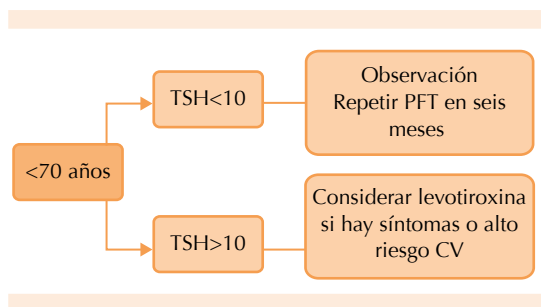 <70 años
TSH<10
Observación
Repetir PFT en seis
meses
TSH>10
Considerar levotiroxina
si hay síntomas o alto
riesgo CV